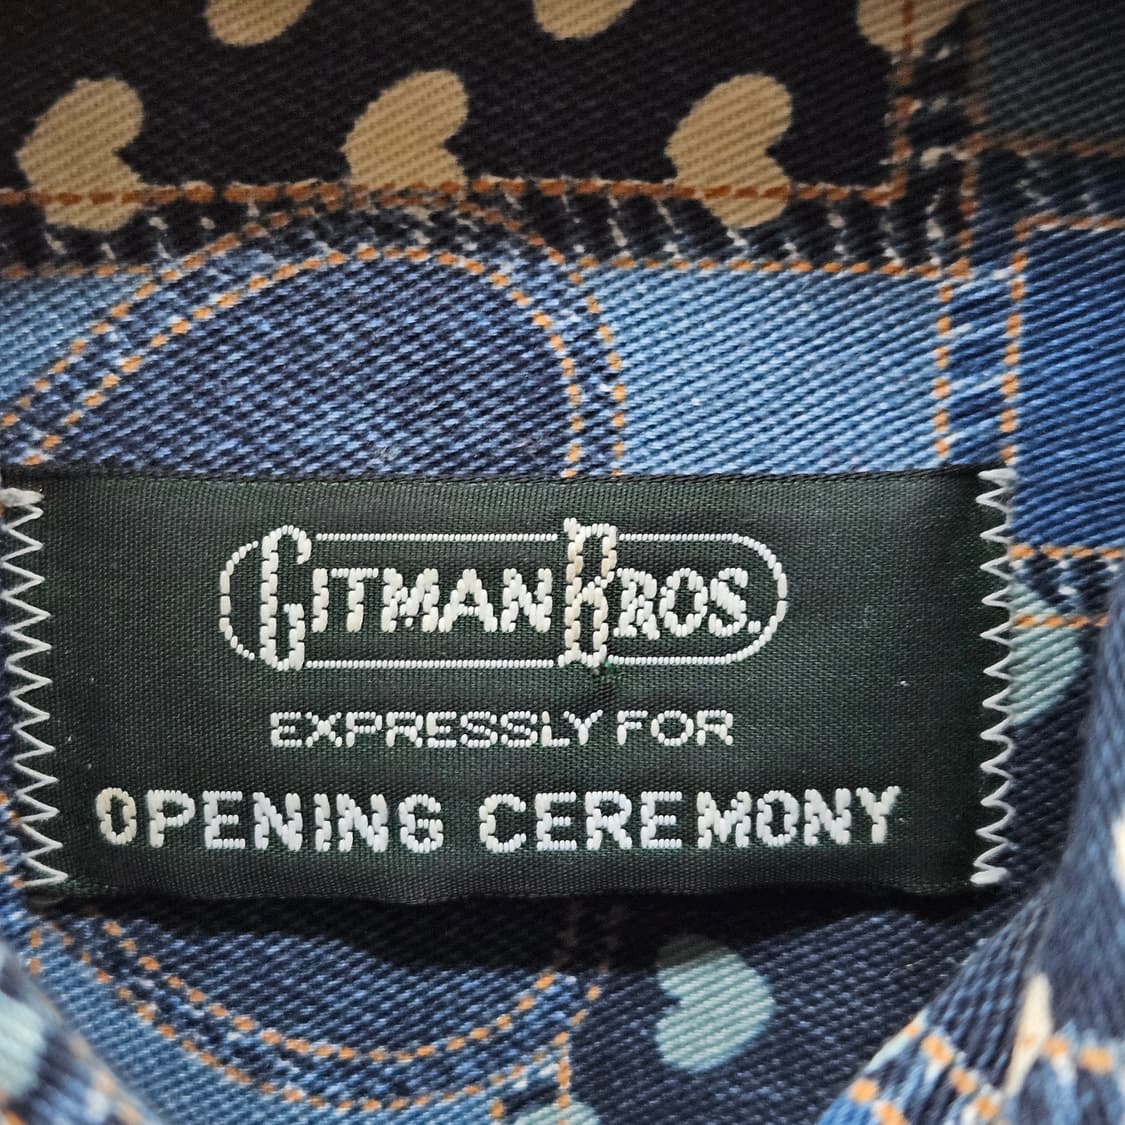 GITMAN BROS.
EXPRESSLY FOR
OPENING CEREMONY